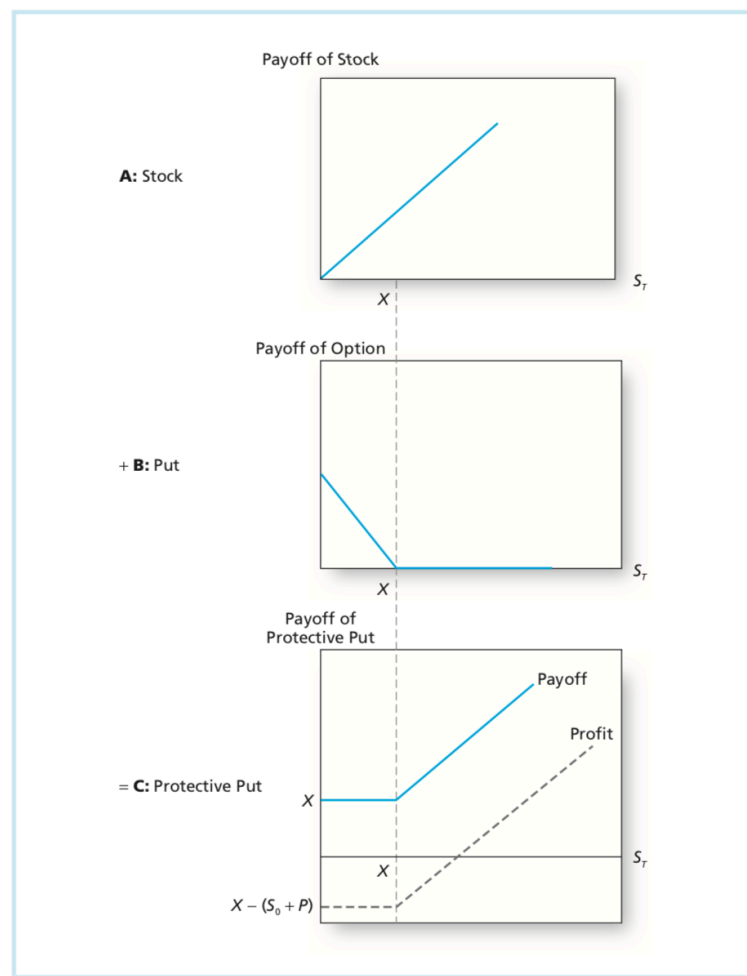 Payoff of Stock
A: Stock
S_T
X
Payoff of Option
+ B: Put
S_T
X
Payoff of
Protective Put
Payoff
Profit
= C: Protective Put
X
S_T
X
X − (S₀ + P)